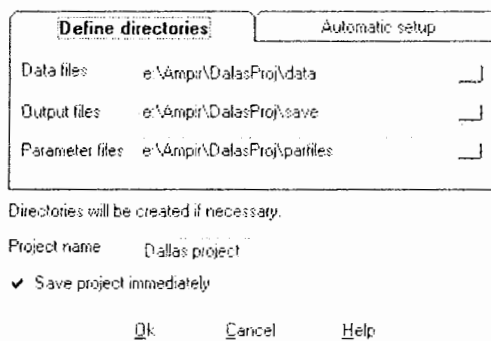 Define directories Automatic setup
Data files e:\Ampir\DalasProj\data
Output files e:\Ampir\DalasProj\save
Parameter files e:\Ampir\DalasProj\parfiles
Directories will be created if necessary.
Project name Dallas project
✔ Save project immediately
Ok Cancel Help